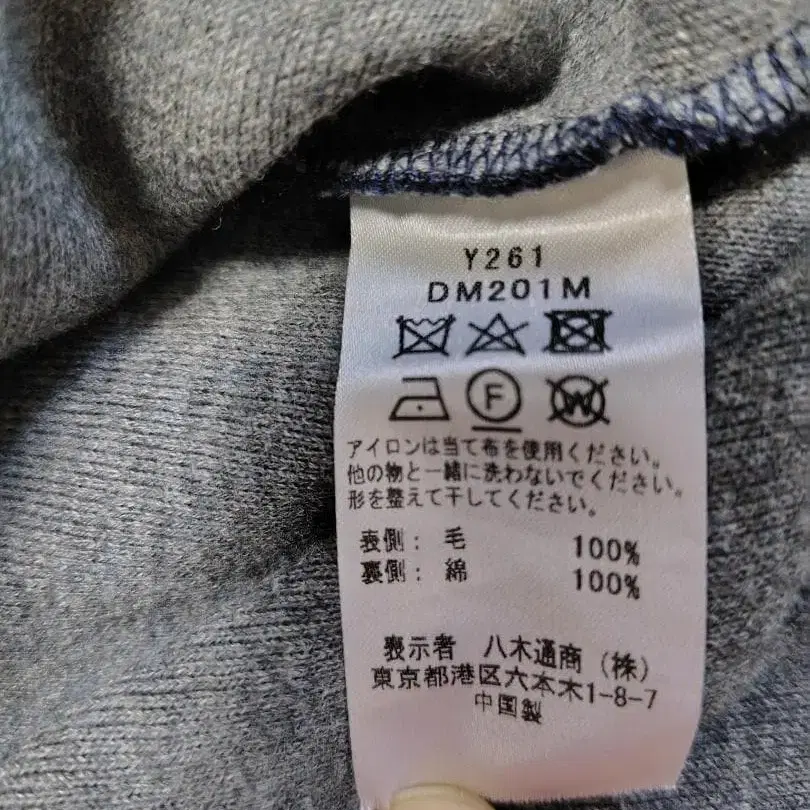 Y261
DM201M
F W
アイロンは当て布を使用ください。
他の物と一緒に洗わないでください。
形を整えて干してください。
表側: 毛 100%
裏側: 綿 100%
表示者 八木通商(株)
東京都港区六本木1-8-7
中国製